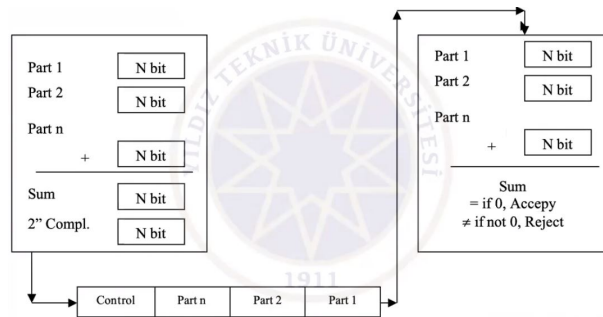 Part 1 N bit
Part 2 N bit
Part n
+ N bit
Sum N bit
2” Compl. N bit
Part 1 N bit
Part 2 N bit
Part n
+ N bit
Sum
= if 0, Accepy
≠ if not 0, Reject
Control Part n Part 2 Part 1
YILDIZ TEKNİK ÜNİVERSİTESİ
1911